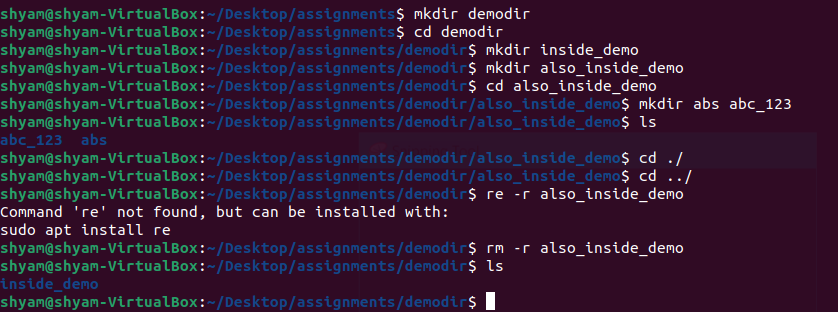 shyam@shyam-VirtualBox:~/Desktop/assignments$ mkdir demodir
shyam@shyam-VirtualBox:~/Desktop/assignments$ cd demodir
shyam@shyam-VirtualBox:~/Desktop/assignments/demodir$ mkdir inside_demo
shyam@shyam-VirtualBox:~/Desktop/assignments/demodir$ mkdir also_inside_demo
shyam@shyam-VirtualBox:~/Desktop/assignments/demodir$ cd also_inside_demo
shyam@shyam-VirtualBox:~/Desktop/assignments/demodir/also_inside_demo$ mkdir abs abc_123
shyam@shyam-VirtualBox:~/Desktop/assignments/demodir/also_inside_demo$ ls
abc_123  abs
shyam@shyam-VirtualBox:~/Desktop/assignments/demodir/also_inside_demo$ cd ./
shyam@shyam-VirtualBox:~/Desktop/assignments/demodir/also_inside_demo$ cd ../
shyam@shyam-VirtualBox:~/Desktop/assignments/demodir$ re -r also_inside_demo
Command 're' not found, but can be installed with:
sudo apt install re
shyam@shyam-VirtualBox:~/Desktop/assignments/demodir$ rm -r also_inside_demo
shyam@shyam-VirtualBox:~/Desktop/assignments/demodir$ ls
inside_demo
shyam@shyam-VirtualBox:~/Desktop/assignments/demodir$